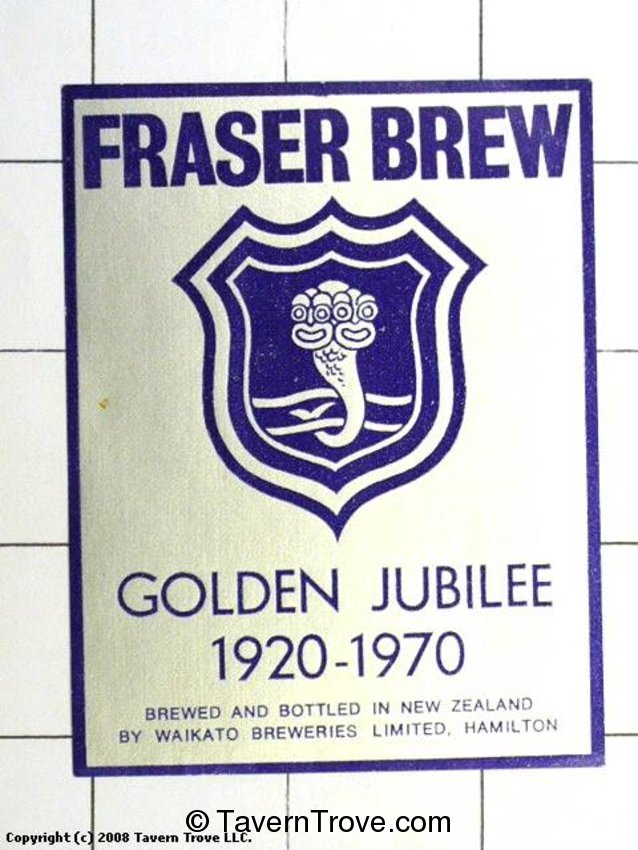 FRASER BREW
GOLDEN JUBILEE
1920-1970
BREWED AND BOTTLED IN NEW ZEALAND
BY WAIKATO BREWERIES LIMITED, HAMILTON
© TavernTrove.com
Copyright (c) 2008 Tavern Trove LLC.